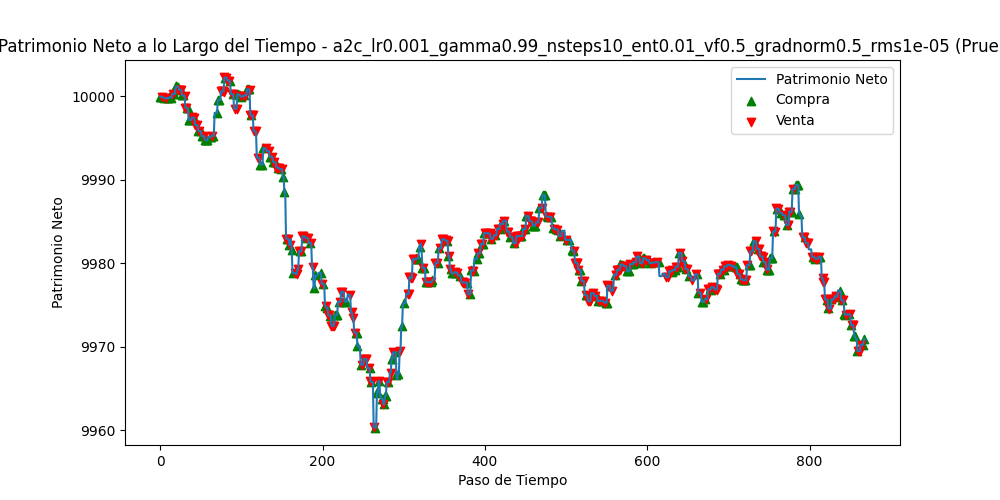 Patrimonio Neto a lo Largo del Tiempo - a2c_lr0.001_gamma0.99_nsteps10_ent0.01_vf0.5_gradnorm0.5_rms1e-05 (Prue
Patrimonio Neto
Compra
Venta
10000
9990
9980
9970
9960
Patrimonio Neto
0
200
400
600
800
Paso de Tiempo